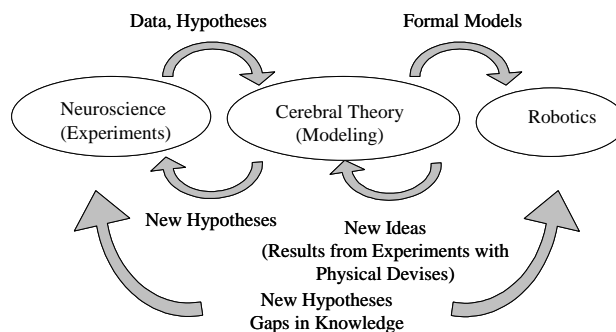 Data, Hypotheses
Formal Models
Neuroscience
(Experiments)
Cerebral Theory
(Modeling)
Robotics
New Hypotheses
New Ideas
(Results from Experiments with
Physical Devises)
New Hypotheses
Gaps in Knowledge